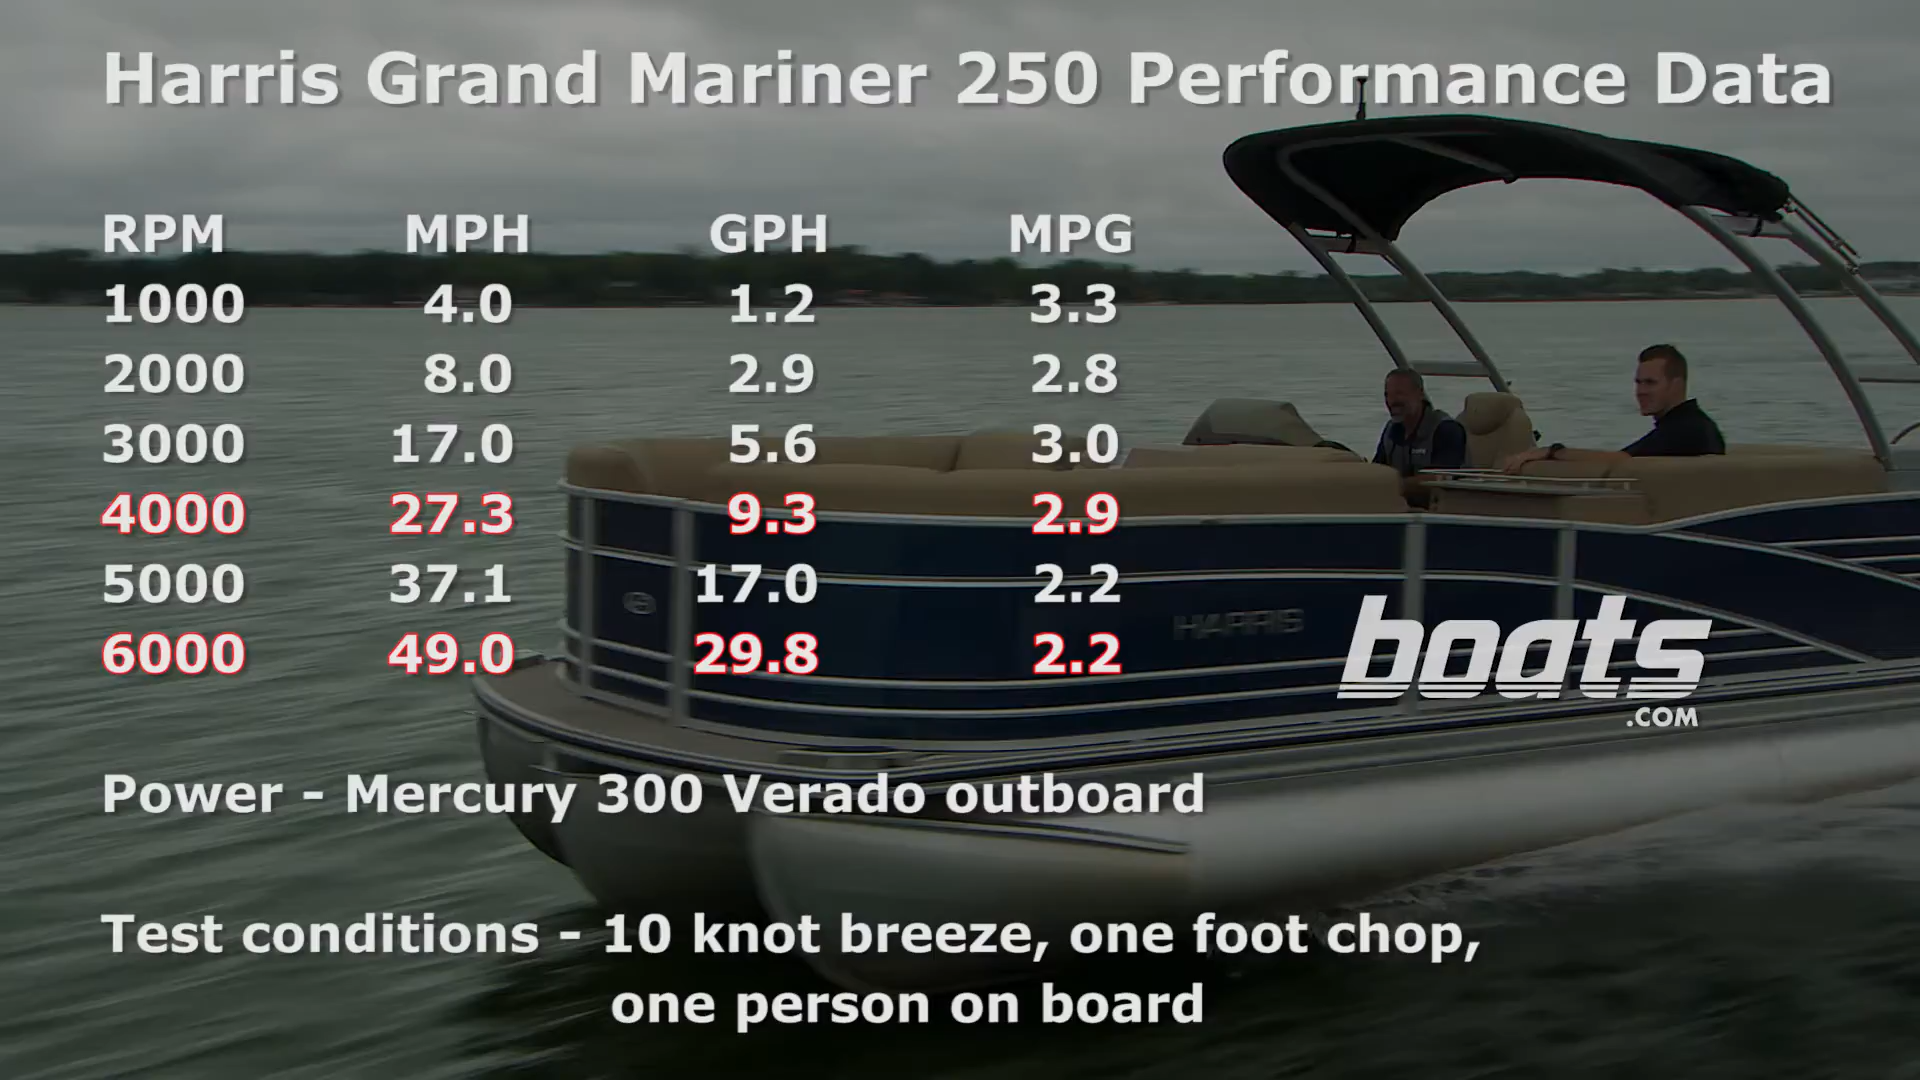 Harris Grand Mariner 250 Performance Data
RPM MPH GPH MPG
1000 4.0 1.2 3.3
2000 8.0 2.9 2.8
3000 17.0 5.6 3.0
4000 27.3 9.3 2.9
5000 37.1 17.0 2.2
6000 49.0 29.8 2.2
HARRIS
boats
.COM
Power - Mercury 300 Verado outboard
Test conditions - 10 knot breeze, one foot chop,
one person on board